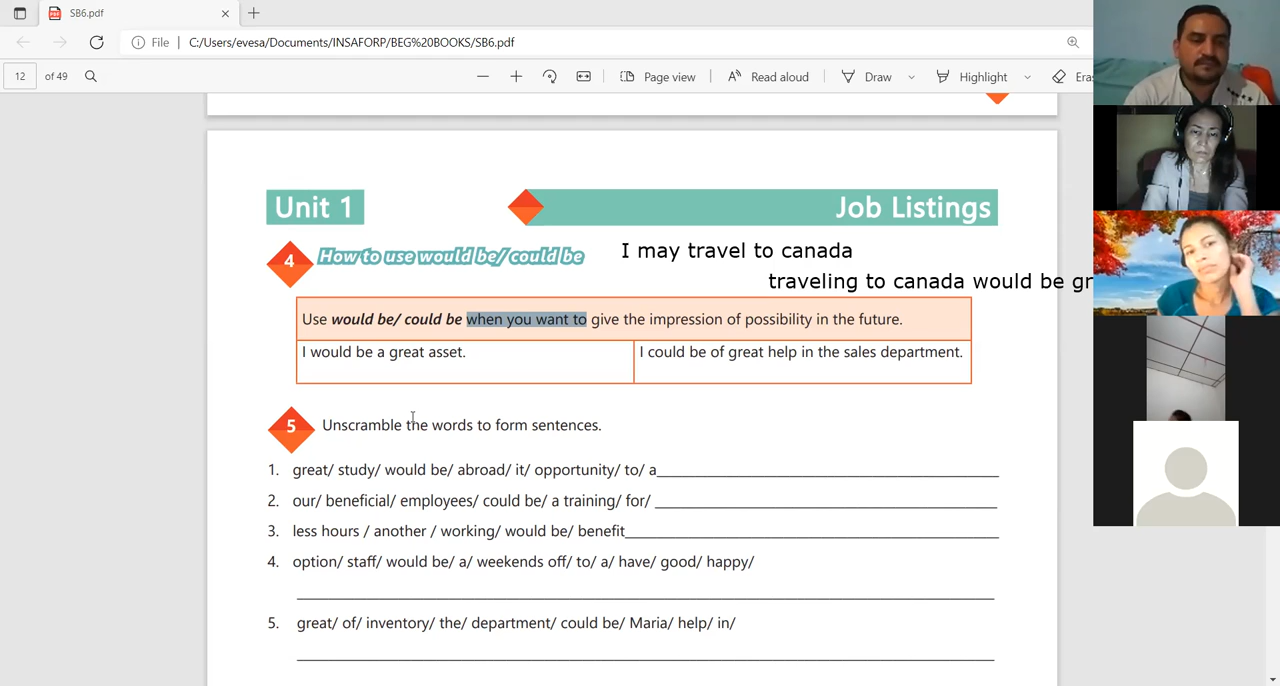 SB6.pdf
File | C:/Users/evesa/Documents/INSAFORP/BEG%20BOOKS/SB6.pdf
12 of 49 Page view Read aloud Draw Highlight
Unit 1 Job Listings
4 How to use would be/ could be I may travel to canada
traveling to canada would be
Use would be/ could be when you want to give the impression of possibility in the future.
I would be a great asset. I could be of great help in the sales department.
5 Unscramble the words to form sentences.
1. great/ study/ would be/ abroad/ it/ opportunity/ to/ a
2. our/ beneficial/ employees/ could be/ a training/ for/
3. less hours / another / working/ would be/ benefit
4. option/ staff/ would be/ a/ weekends off/ to/ a/ have/ good/ happy/
5. great/ of/ inventory/ the/ department/ could be/ Maria/ help/ in/